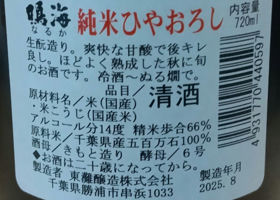 鳴海
なるか
純米ひやおろし
内容量
720ml
生酛造り。爽快な甘酸で後キレ
良し。ほどよく熟成した秋に旬
のお酒です。冷酒～ぬる燗で。
品目/清酒
原材料名/米(国産)
・米こうじ(国産米)
アルコール分14度 精米歩合66%
原料米/千葉県産五百万石100%
酒母/きもと造り 酵母/6号
◆お酒は二十歳になってから。
製造者 東灘醸造株式会社
千葉県勝浦市串浜1033
製造年月
2025.8
4931770440597